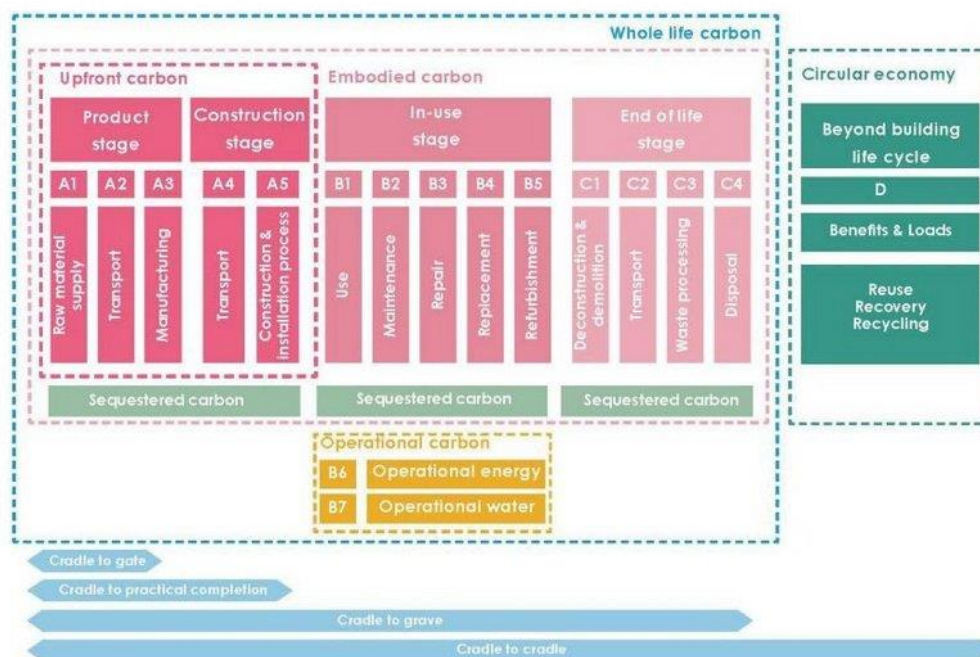 Whole life carbon
Upfront carbon
Embodied carbon
Circular economy
Product
stage
Construction
stage
In-use
stage
End of life
stage
Beyond building
life cycle
A1
A2
A3
A4
A5
B1
B2
B3
B4
B5
C1
C2
C3
C4
D
Raw material
supply
Transport
Manufacturing
Transport
Construction &
installation process
Use
Maintenance
Repair
Replacement
Refurbishment
Deconstruction &
demolition
Transport
Waste processing
Disposal
Benefits & Loads
Reuse
Recovery
Recycling
Sequestered carbon
Sequestered carbon
Sequestered carbon
Operational carbon
B6
Operational energy
B7
Operational water
Cradle to gate
Cradle to practical completion
Cradle to grave
Cradle to cradle